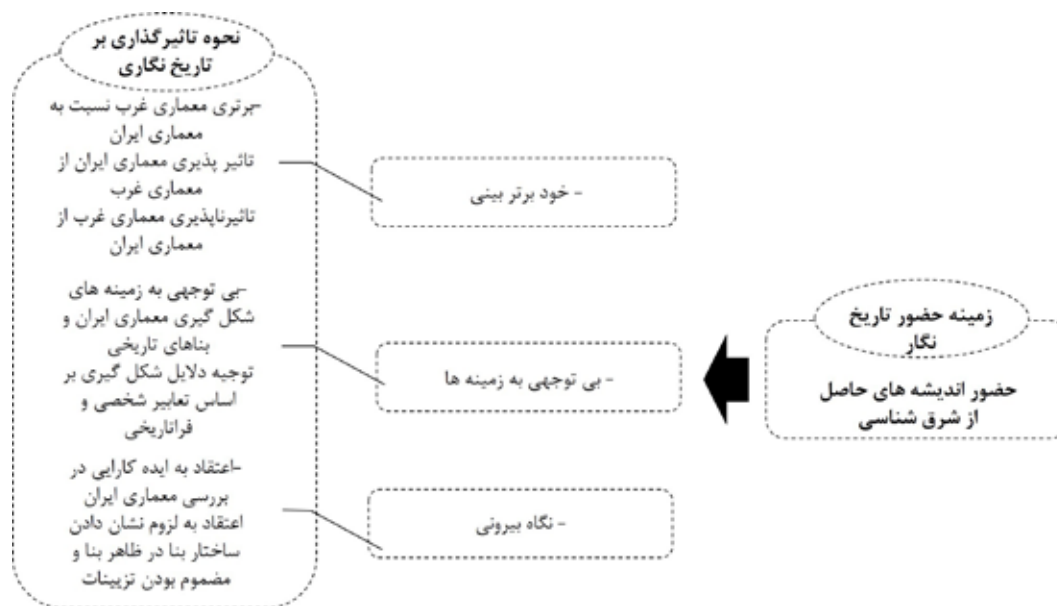 زمینه حضور تاریخ
نگار
حضور اندیشه های حاصل
از شرق شناسی
- خود برتر بینی
- بی توجهی به زمینه ها
- نگاه بیرونی
نحوه تاثیرگذاری بر
تاریخ نگاری
-برتری معماری غرب نسبت به
معماری ایران
تاثیر پذیری معماری ایران از
معماری غرب
تاثیرناپذیری معماری غرب از
معماری ایران
-بی توجهی به زمینه های
شکل گیری معماری ایران و
بناهای تاریخی
توجیه دلایل شکل گیری بر
اساس تعابیر شخصی و
فراتاریخی
-اعتقاد به ایده کارایی در
بررسی معماری ایران
اعتقاد به لزوم نشان دادن
ساختار بنا در ظاهر بنا و
مضموم بودن تزیینات